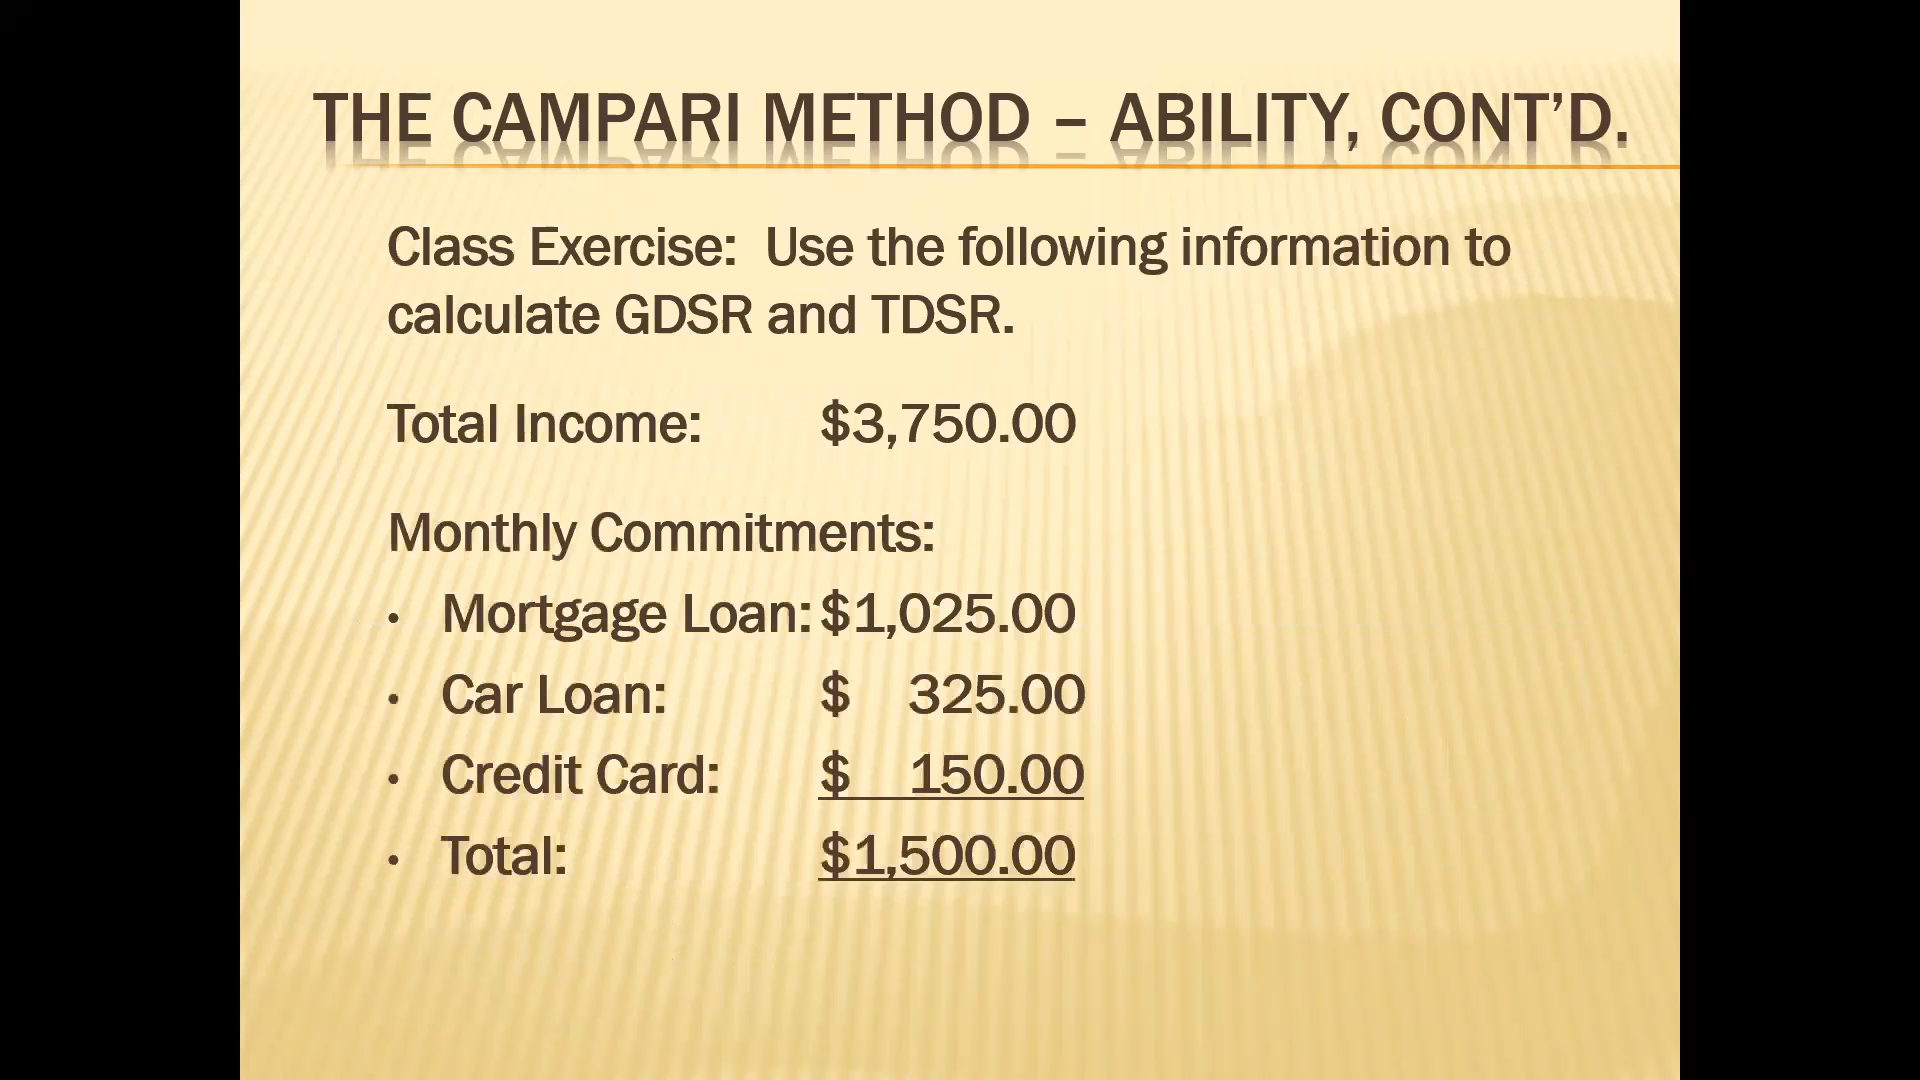 THE CAMPARI METHOD – ABILITY, CONT'D.
Class Exercise: Use the following information to
calculate GDSR and TDSR.
Total Income: $3,750.00
Monthly Commitments:
• Mortgage Loan: $1,025.00
• Car Loan: $ 325.00
• Credit Card: $ 150.00
• Total: $1,500.00